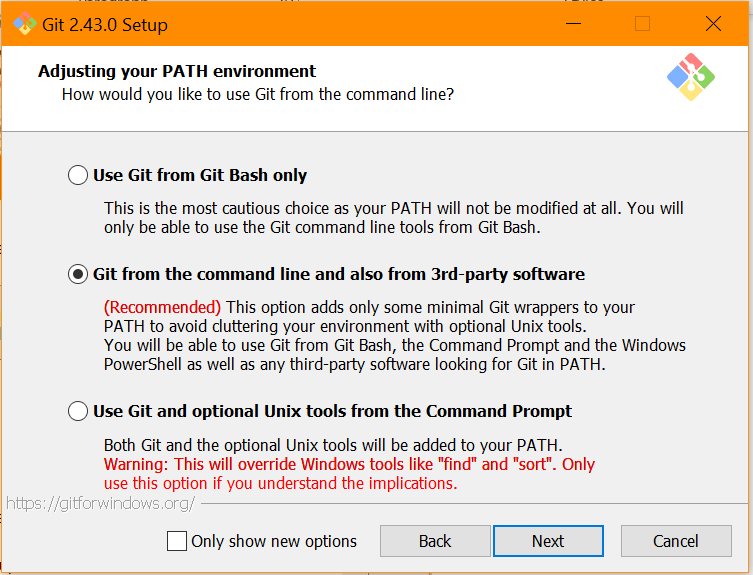 Git 2.43.0 Setup
Adjusting your PATH environment
How would you like to use Git from the command line?
Use Git from Git Bash only
This is the most cautious choice as your PATH will not be modified at all. You will
only be able to use the Git command line tools from Git Bash.
Git from the command line and also from 3rd-party software
(Recommended) This option adds only some minimal Git wrappers to your
PATH to avoid cluttering your environment with optional Unix tools.
You will be able to use Git from Git Bash, the Command Prompt and the Windows
PowerShell as well as any third-party software looking for Git in PATH.
Use Git and optional Unix tools from the Command Prompt
Both Git and the optional Unix tools will be added to your PATH.
Warning: This will override Windows tools like "find" and "sort". Only
use this option if you understand the implications.
https://gitforwindows.org/
Only show new options
Back
Next
Cancel